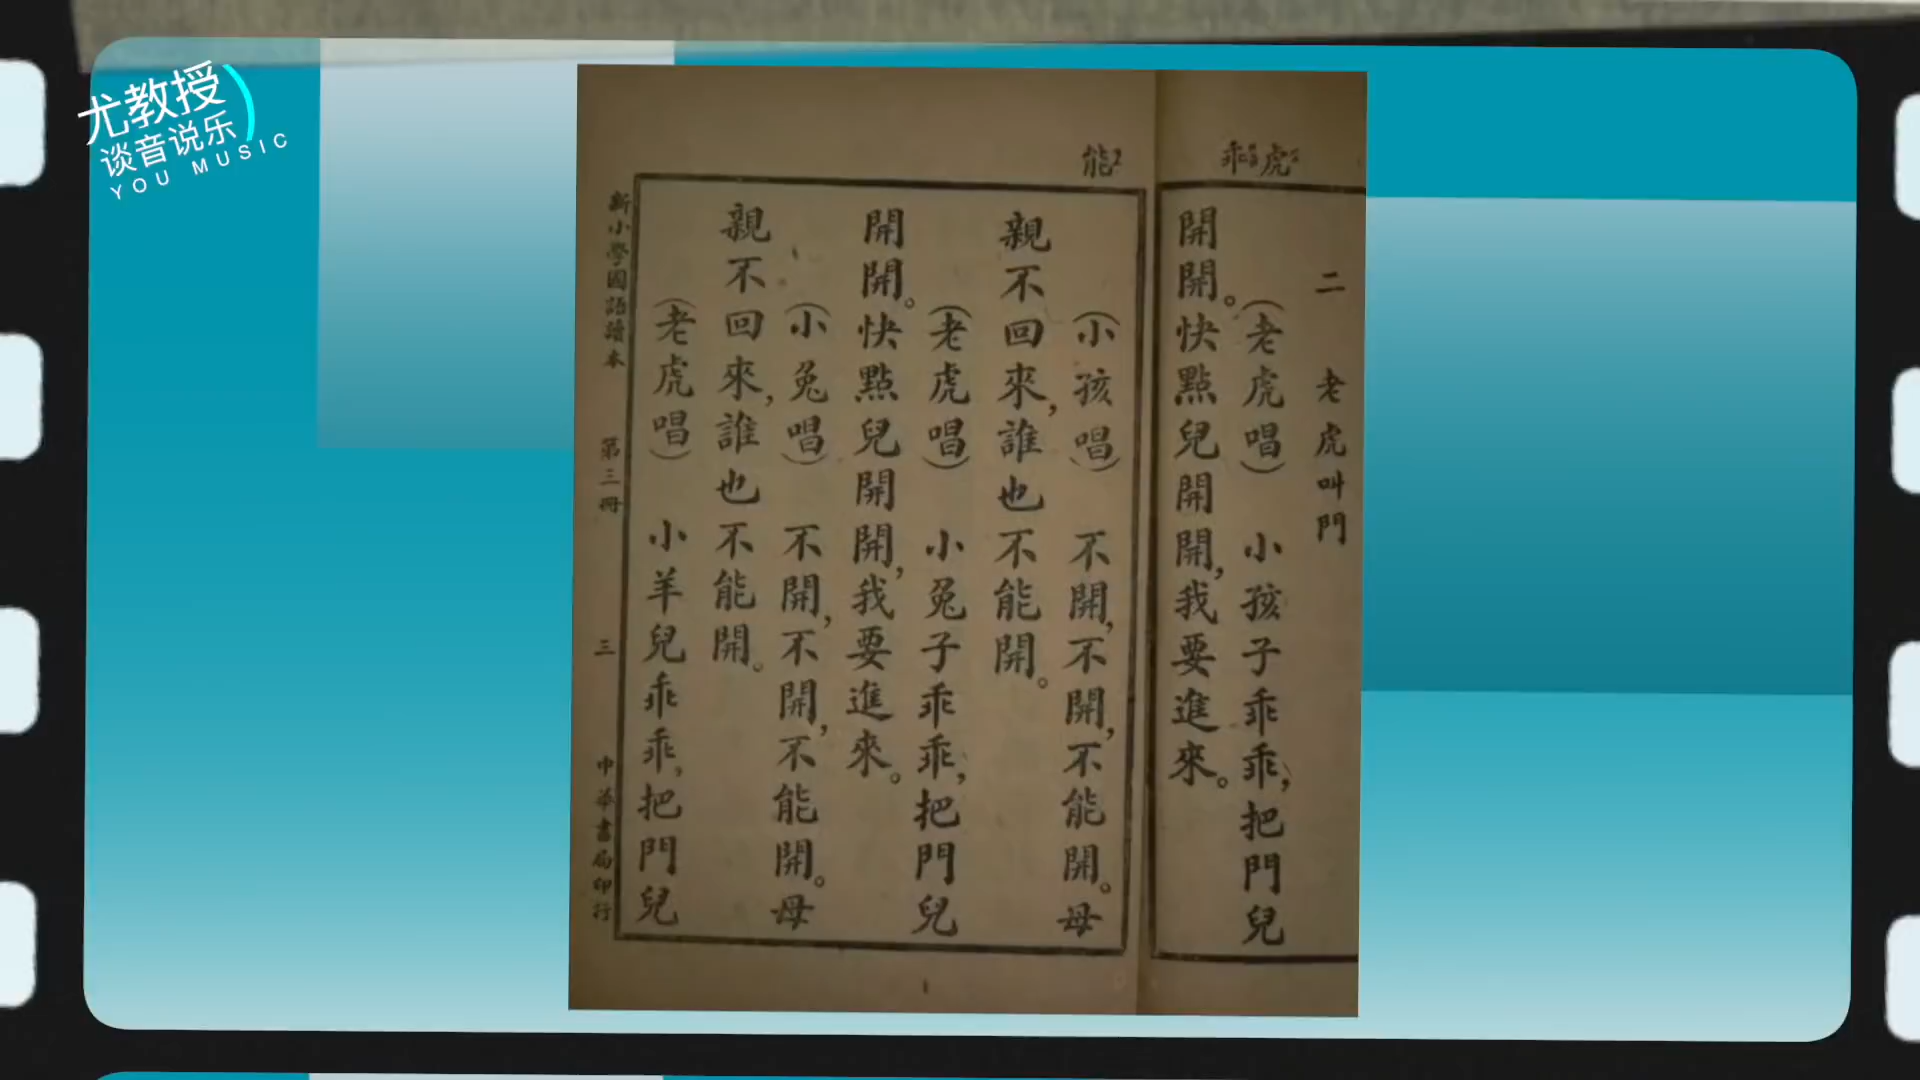 尤教授
谈音说乐
YOU MUSIC
乖虎
二 老虎叫門
(老虎唱) 小孩子乖乖,把門兒
開開。快點兒開開,我要進來。
能
(小孩唱) 不開,不開,不能開。母
親不回來,誰也不能開。
(老虎唱) 小兔子乖乖,把門兒
開開。快點兒開開,我要進來。
(小兔唱) 不開,不開,不能開。母
親不回來,誰也不能開。
(老虎唱) 小羊兒乖乖,把門兒
新小學國語讀本 第三冊 三 中華書局印行